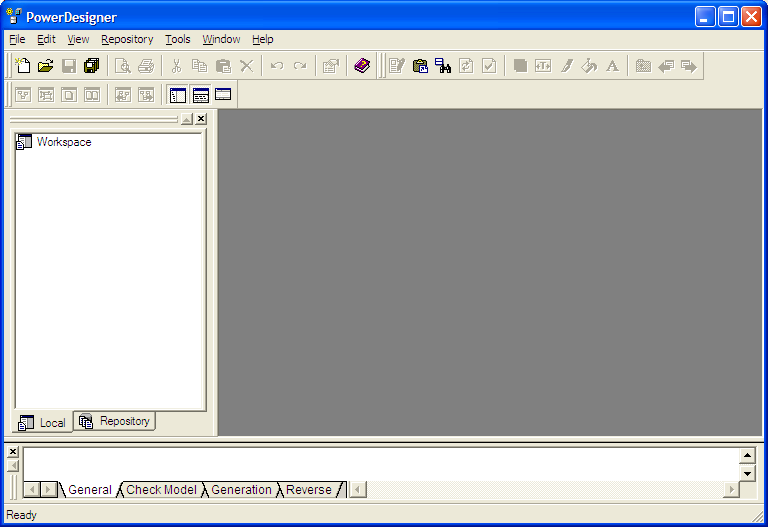 PowerDesigner
File Edit View Repository Tools Window Help
Workspace
Local Repository
General Check Model Generation Reverse
Ready